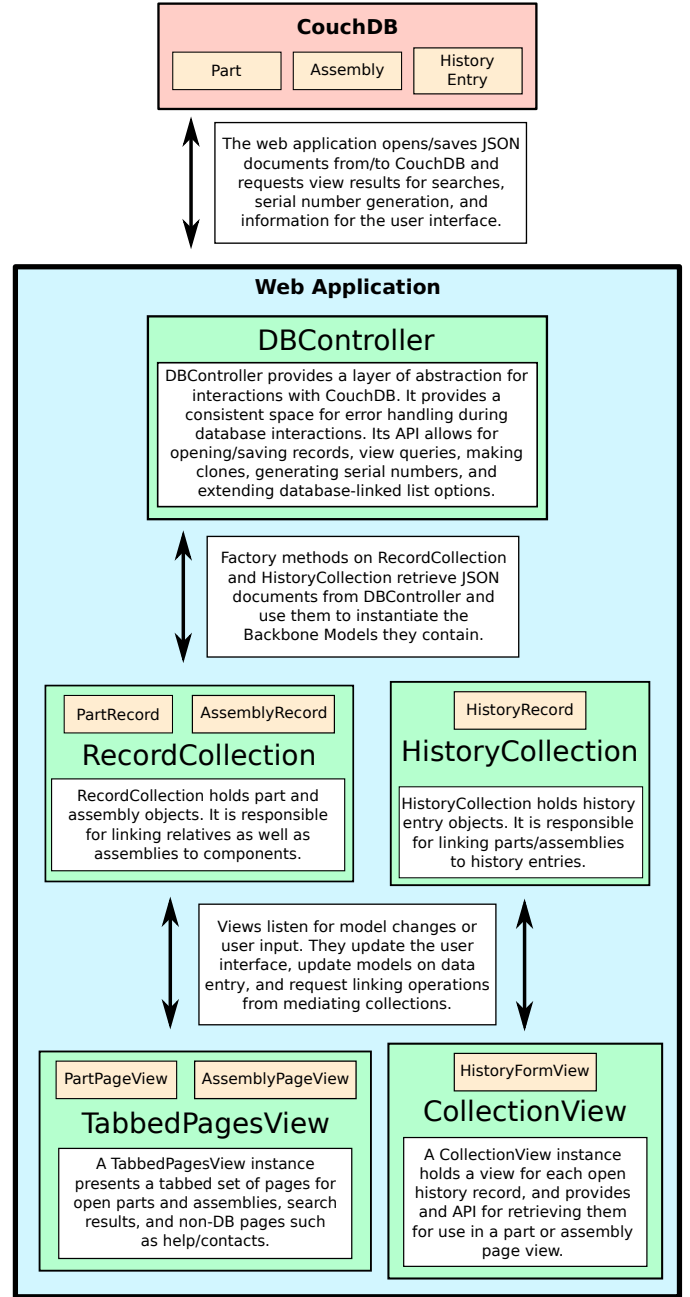 CouchDB
Part
Assembly
History
Entry
The web application opens/saves JSON
documents from/to CouchDB and
requests view results for searches,
serial number generation, and
information for the user interface.
Web Application
DBController
DBController provides a layer of abstraction for
interactions with CouchDB. It provides a
consistent space for error handling during
database interactions. Its API allows for
opening/saving records, view queries, making
clones, generating serial numbers, and
extending database-linked list options.
Factory methods on RecordCollection
and HistoryCollection retrieve JSON
documents from DBController and
use them to instantiate the
Backbone Models they contain.
PartRecord
AssemblyRecord
RecordCollection
RecordCollection holds part and
assembly objects. It is responsible
for linking relatives as well as
assemblies to components.
HistoryRecord
HistoryCollection
HistoryCollection holds history
entry objects. It is responsible
for linking parts/assemblies
to history entries.
Views listen for model changes or
user input. They update the user
interface, update models on data
entry, and request linking operations
from mediating collections.
PartPageView
AssemblyPageView
TabbedPagesView
A TabbedPagesView instance
presents a tabbed set of pages for
open parts and assemblies, search
results, and non-DB pages such
as help/contacts.
HistoryFormView
CollectionView
A CollectionView instance
holds a view for each open
history record, and provides
and API for retrieving them
for use in a part or assembly
page view.